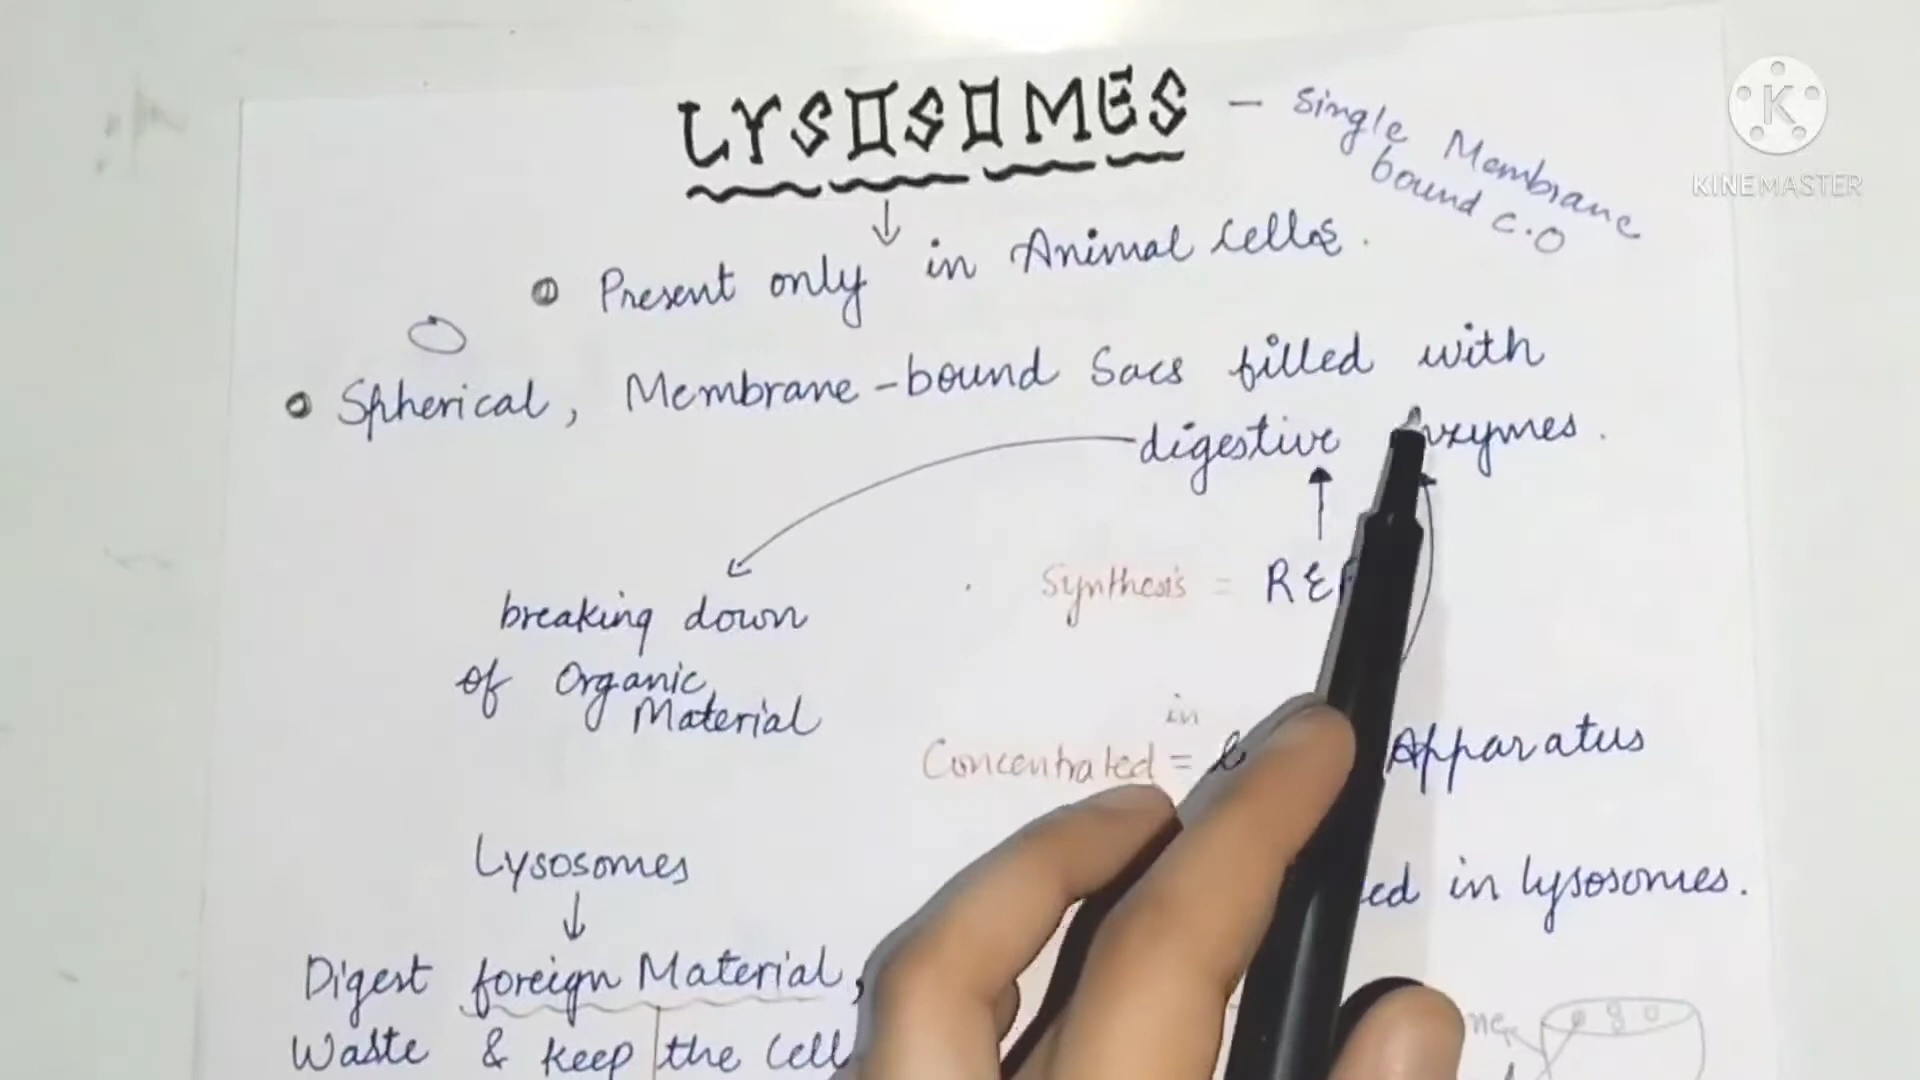 LYSOSOMES - Single Membrane
bound C.O
Present only in Animal Cells.
Spherical, Membrane-bound Sacs filled with
digestive enzymes.
breaking down
of Organic
Material
Synthesis = RE
in
Concentrated = Apparatus
Lysosomes
in lysosomes.
Digest foreign Material,
Waste & keep the Cell
KINEMASTER